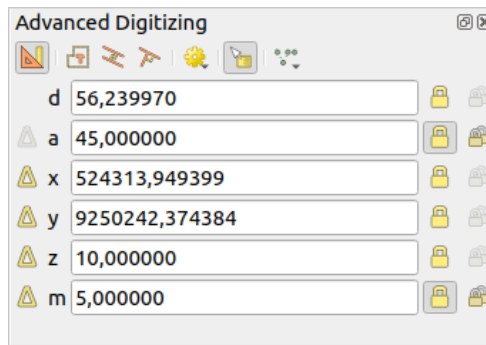 Advanced Digitizing
d 56,239970
a 45,000000
x 524313,949399
y 9250242,374384
z 10,000000
m 5,000000